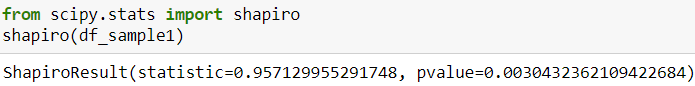 from scipy.stats import shapiro
shapiro(df_sample1)
ShapiroResult(statistic=0.957129955291748, pvalue=0.0030432362109422684)